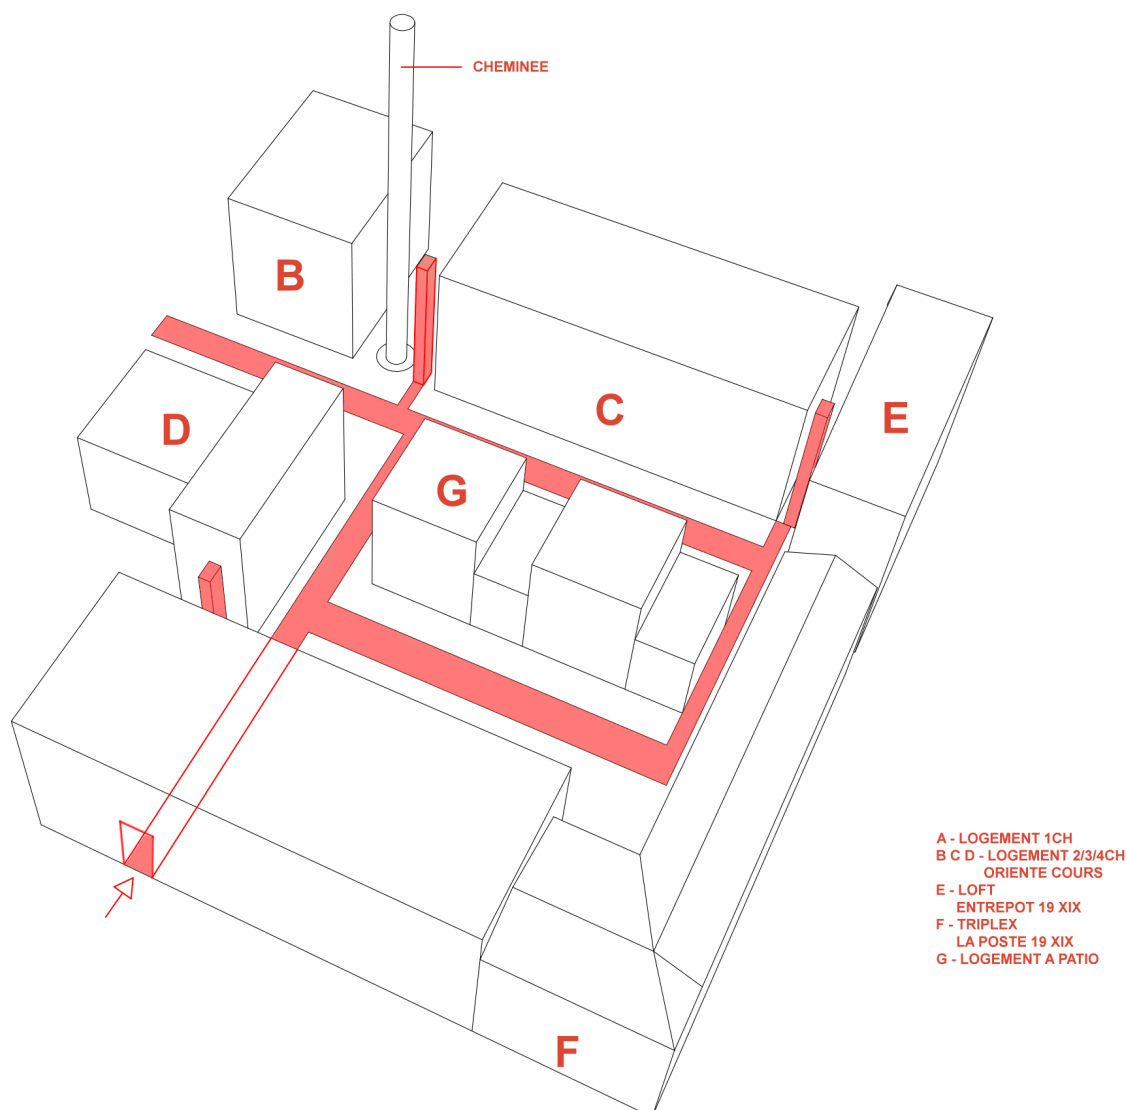 CHEMINEE
B
C
E
D
G
F
A - LOGEMENT 1CH
B C D - LOGEMENT 2/3/4CH
ORIENTE COURS
E - LOFT
ENTREPOT 19 XIX
F - TRIPLEX
LA POSTE 19 XIX
G - LOGEMENT A PATIO